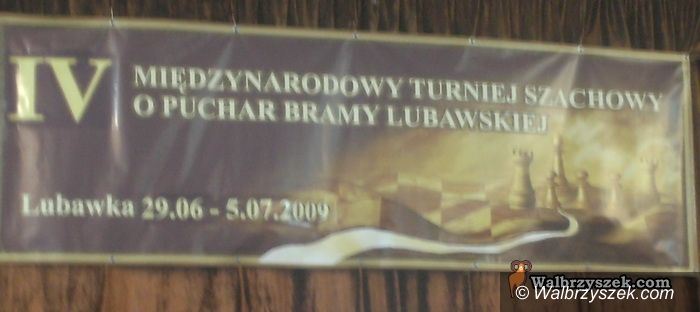 IV MIĘDZYNARODOWY TURNIEJ SZACHOWY
O PUCHAR BRAMY LUBAWSKIEJ
Lubawka 29.06 - 5.07.2009
Walbrzyszek.com
© Walbrzyszek.com